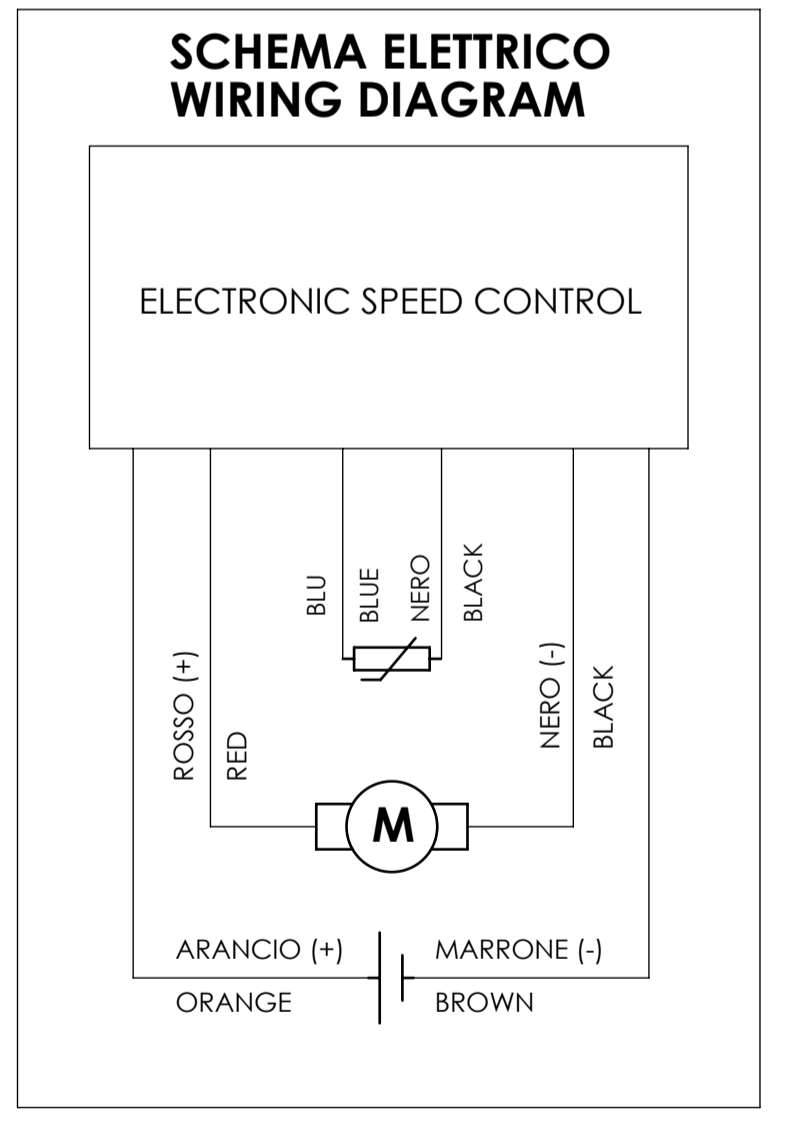 SCHEMA ELETTRICO
WIRING DIAGRAM
ELECTRONIC SPEED CONTROL
ROSSO (+)
RED
BLU
BLUE
NERO
BLACK
NERO (-)
BLACK
M
ARANCIO (+)
ORANGE
MARRONE (-)
BROWN